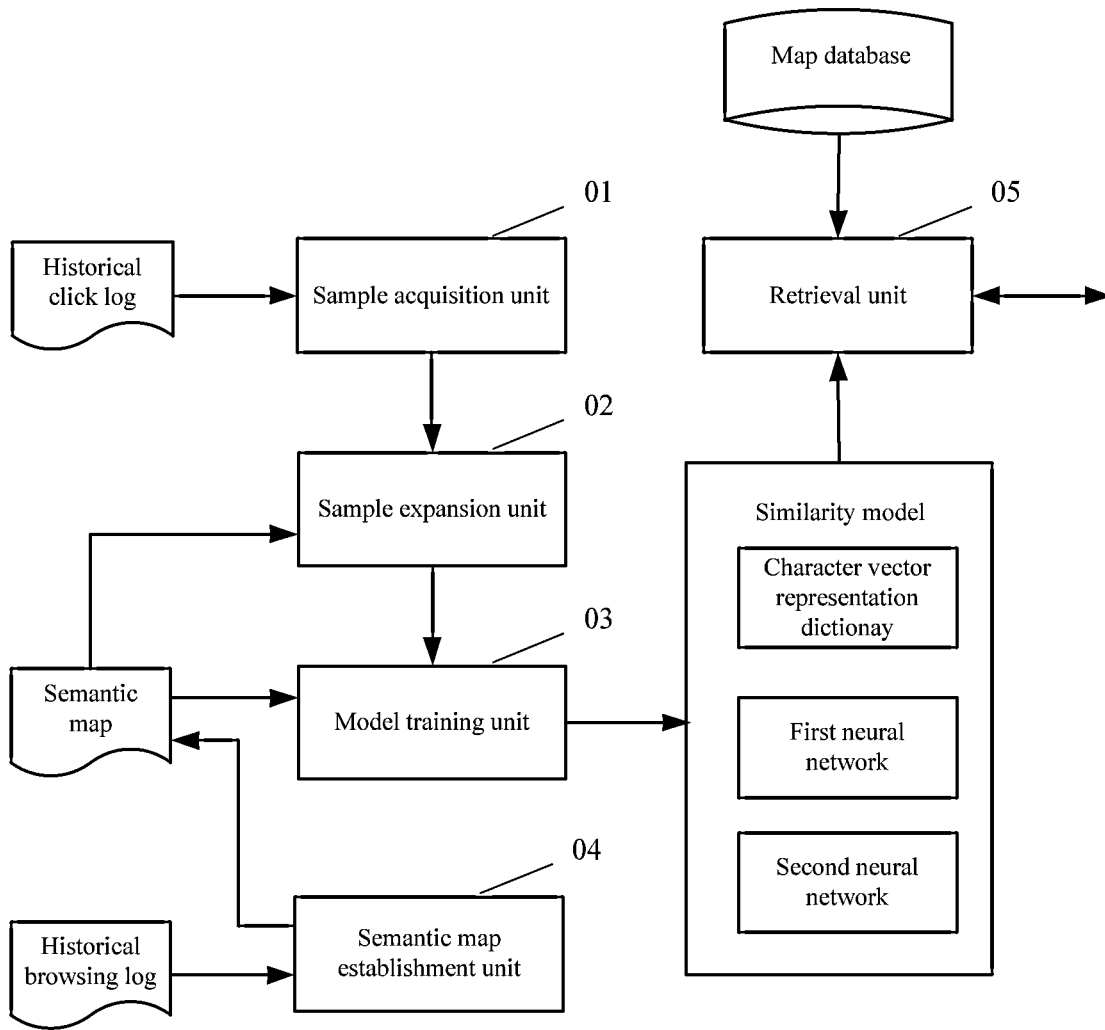 Map database
01
05
Historical
click log
Sample acquisition unit
Retrieval unit
02
Sample expansion unit
Similarity model
Character vector
representation
dictionay
03
Semantic
map
Model training unit
First neural
network
04
Second neural
network
Historical
browsing log
Semantic map
establishment unit